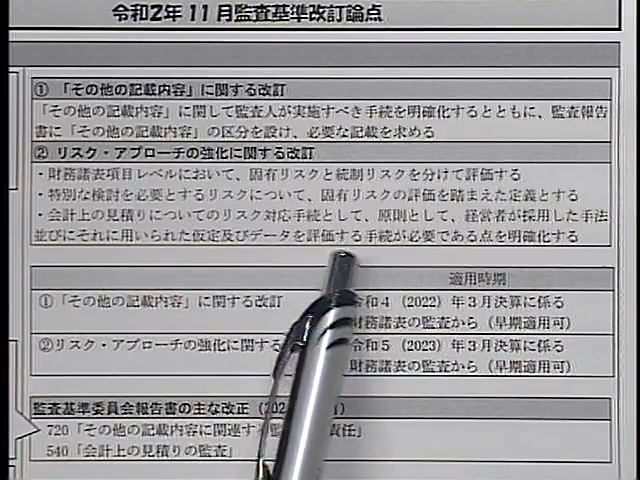 令和2年11月監査基準改訂論点
① 「その他の記載内容」に関する改訂
「その他の記載内容」に関して監査人が実施すべき手続を明確化するとともに、監査報告
書に「その他の記載内容」の区分を設け、必要な記載を求める
② リスク・アプローチの強化に関する改訂
・財務諸表項目レベルにおいて、固有リスクと統制リスクを分けて評価する
・特別な検討を必要とするリスクについて、固有リスクの評価を踏まえた定義とする
・会計上の見積りについてのリスク対応手続として、原則として、経営者が採用した手法
並びにそれに用いられた仮定及びデータを評価する手続が必要である点を明確化する
適用時期
①「その他の記載内容」に関する改訂
令和4（2022）年3月決算に係る
財務諸表の監査から（早期適用可）
②リスク・アプローチの強化に関する
令和5（2023）年3月決算に係る
財務諸表の監査から（早期適用可）
監査基準委員会報告書の主な改正（202
720「その他の記載内容に関連す 監 責任」
540「会計上の見積りの監査」